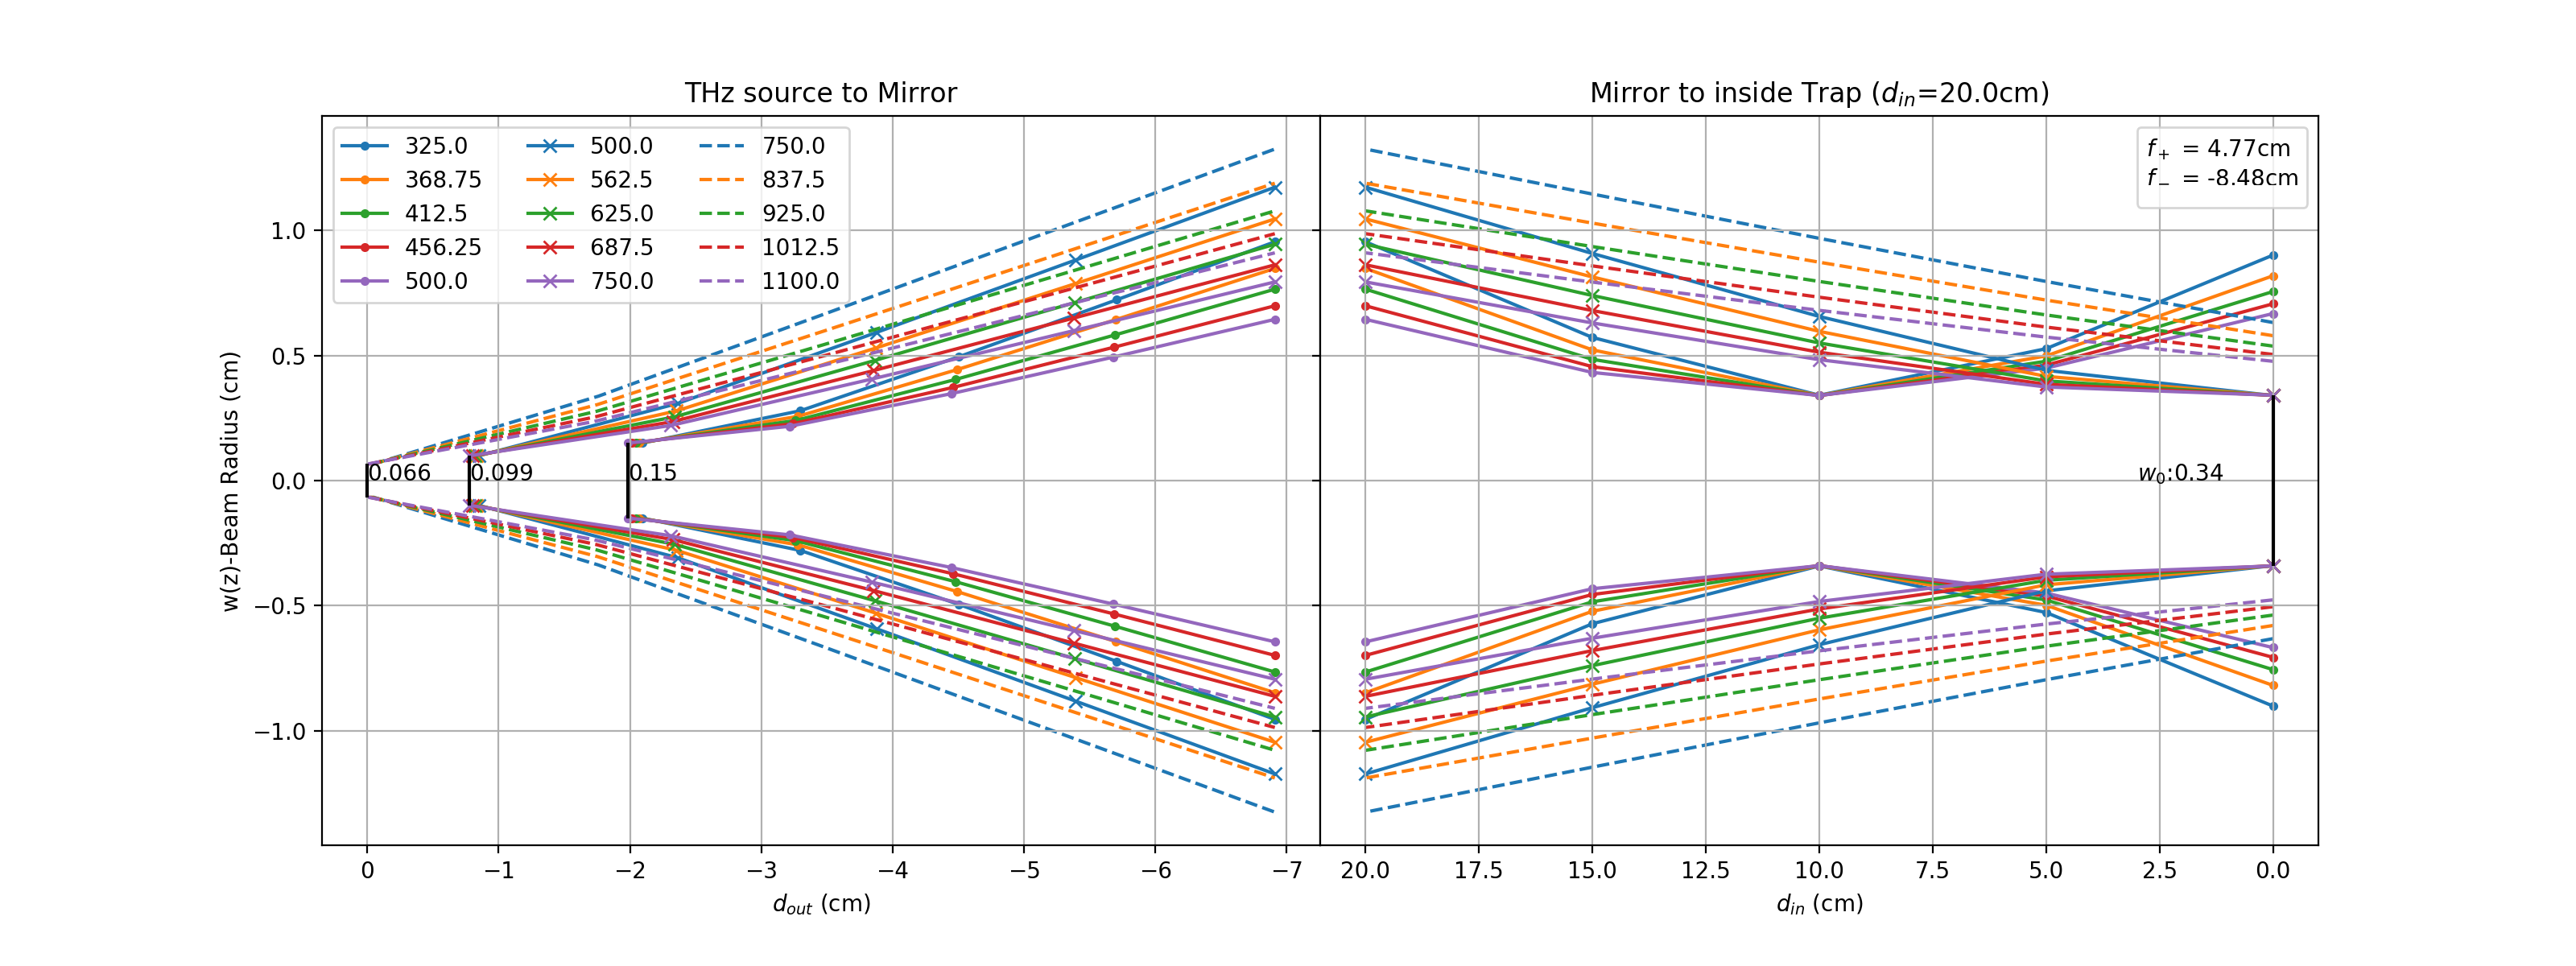 THz source to Mirror
Mirror to inside Trap (d_in=20.0cm)
325.0 500.0 750.0
368.75 562.5 837.5
412.5 625.0 925.0
456.25 687.5 1012.5
500.0 750.0 1100.0
f+ = 4.77cm
f− = -8.48cm
w(z)-Beam Radius (cm)
1.0
0.5
0.0
−0.5
−1.0
0.066 0.099 0.15
w0:0.34
0 −1 −2 −3 −4 −5 −6 −7
20.0 17.5 15.0 12.5 10.0 7.5 5.0 2.5 0.0
d_out (cm)
d_in (cm)